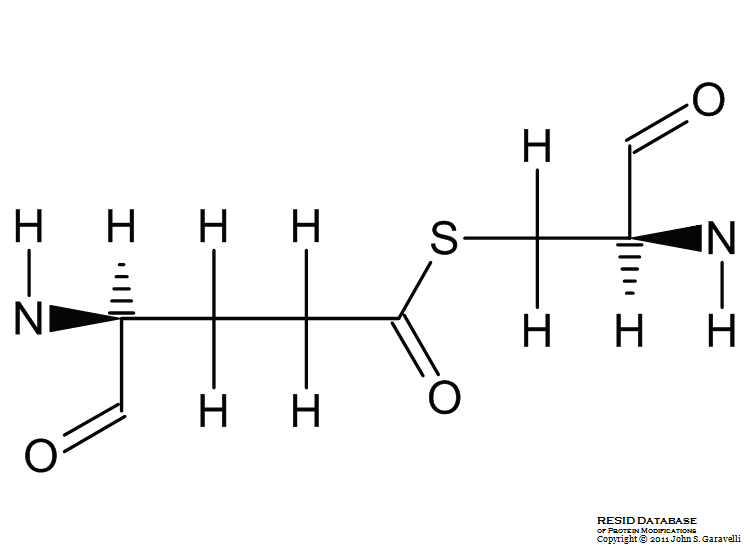 O
H
H H H H S N
N H H H
O
H H
O
RESID DATABASE
OF PROTEIN MODIFICATIONS
Copyright © 2011 John S. Garavelli